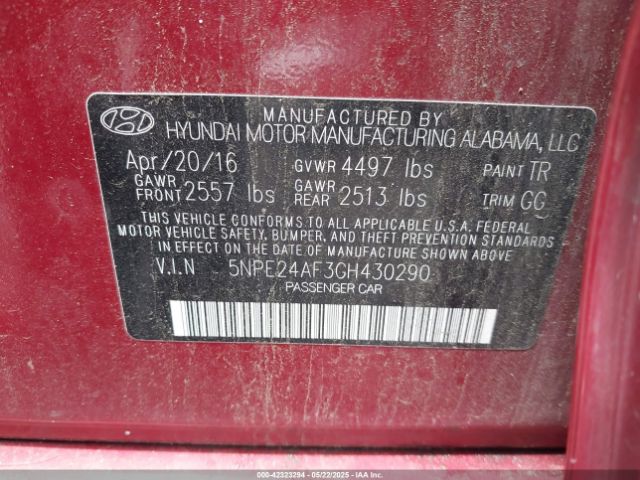 MANUFACTURED BY
HYUNDAI MOTOR MANUFACTURING ALABAMA, LLC
Apr/20/16 GVWR 4497 lbs PAINT TR
GAWR FRONT 2557 lbs GAWR REAR 2513 lbs TRIM GG
THIS VEHICLE CONFORMS TO ALL APPLICABLE U.S.A. FEDERAL
MOTOR VEHICLE SAFETY, BUMPER, AND THEFT PREVENTION
STANDARDS IN EFFECT ON THE DATE OF MANUFACTURE SHOWN ABOVE
V.I.N 5NPE24AF3GH430290
PASSENGER CAR
000-42323294 - 05/22/2025 - COPYRIGHT IAA, LLC.